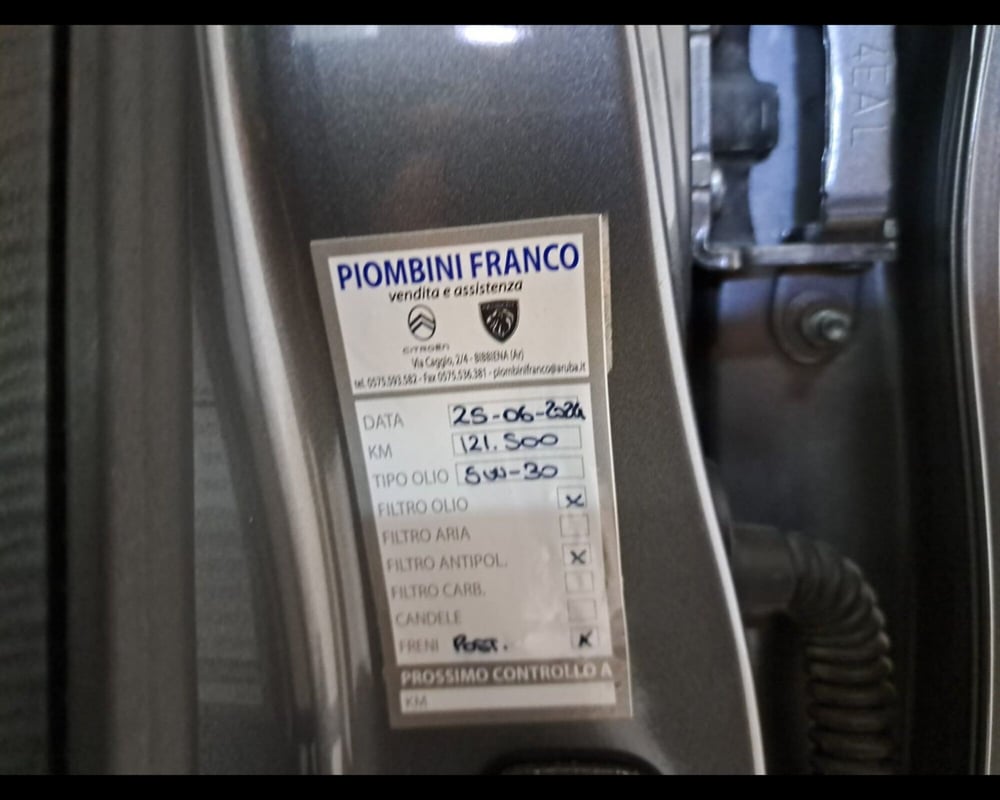 4EAL
PIOMBINI FRANCO
vendita e assistenza
CITROËN
Via Caggio, 2/4 - BIBBIENA (Ar)
tel. 0575.593.582 - Fax 0575.536.381 - piombinifranco@aruba.it
DATA 25-06-2024
KM 121.500
TIPO OLIO 5W-30
FILTRO OLIO X
FILTRO ARIA
FILTRO ANTIPOL. X
FILTRO CARB.
CANDELE
FRENI POST. X
PROSSIMO CONTROLLO A
KM